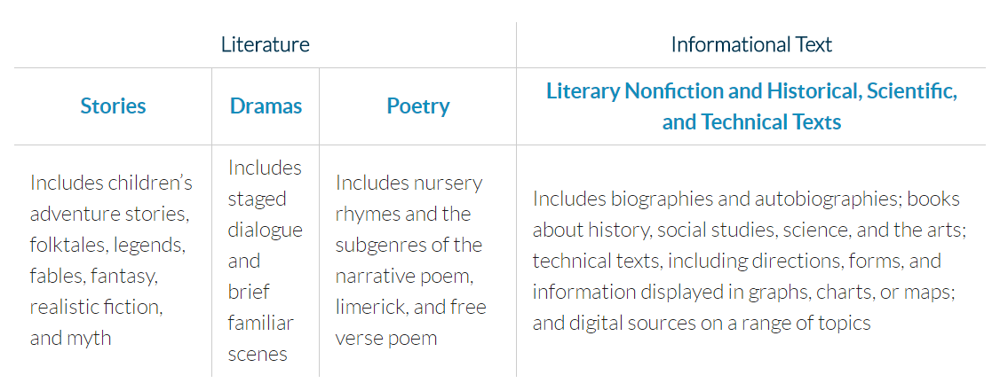 Literature
Informational Text
Stories
Dramas
Poetry
Literary Nonfiction and Historical, Scientific,
and Technical Texts
Includes children’s
adventure stories,
folktales, legends,
fables, fantasy,
realistic fiction,
and myth
Includes
staged
dialogue
and
brief
familiar
scenes
Includes nursery
rhymes and the
subgenres of the
narrative poem,
limerick, and free
verse poem
Includes biographies and autobiographies; books
about history, social studies, science, and the arts;
technical texts, including directions, forms, and
information displayed in graphs, charts, or maps;
and digital sources on a range of topics